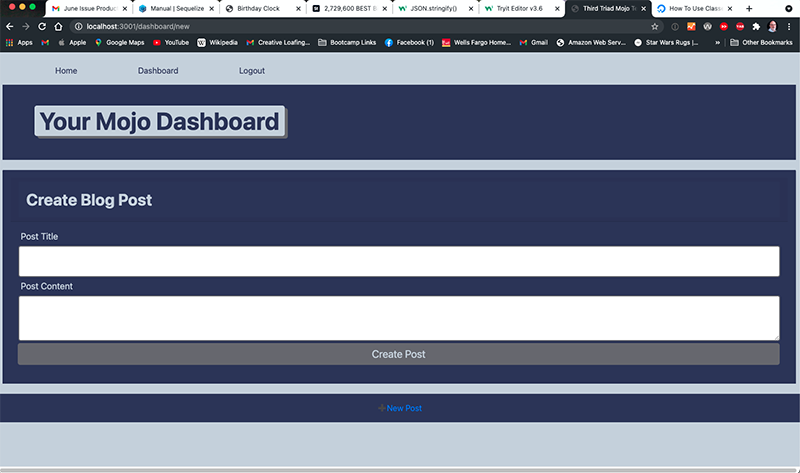 June Issue Produc
Manual | Sequelize
Birthday Clock
2,729,600 BEST B
JSON.stringify()
Tryit Editor v3.6
Third Triad Mojo T
How To Use Classe
localhost:3001/dashboard/new
Apps
Apple
Google Maps
YouTube
Wikipedia
Creative Loafing...
Bootcamp Links
Facebook (1)
Wells Fargo Home...
Gmail
Amazon Web Serv...
Star Wars Rugs |...
»
Other Bookmarks
Home Dashboard Logout
Your Mojo Dashboard
Create Blog Post
Post Title
Post Content
Create Post
➕New Post